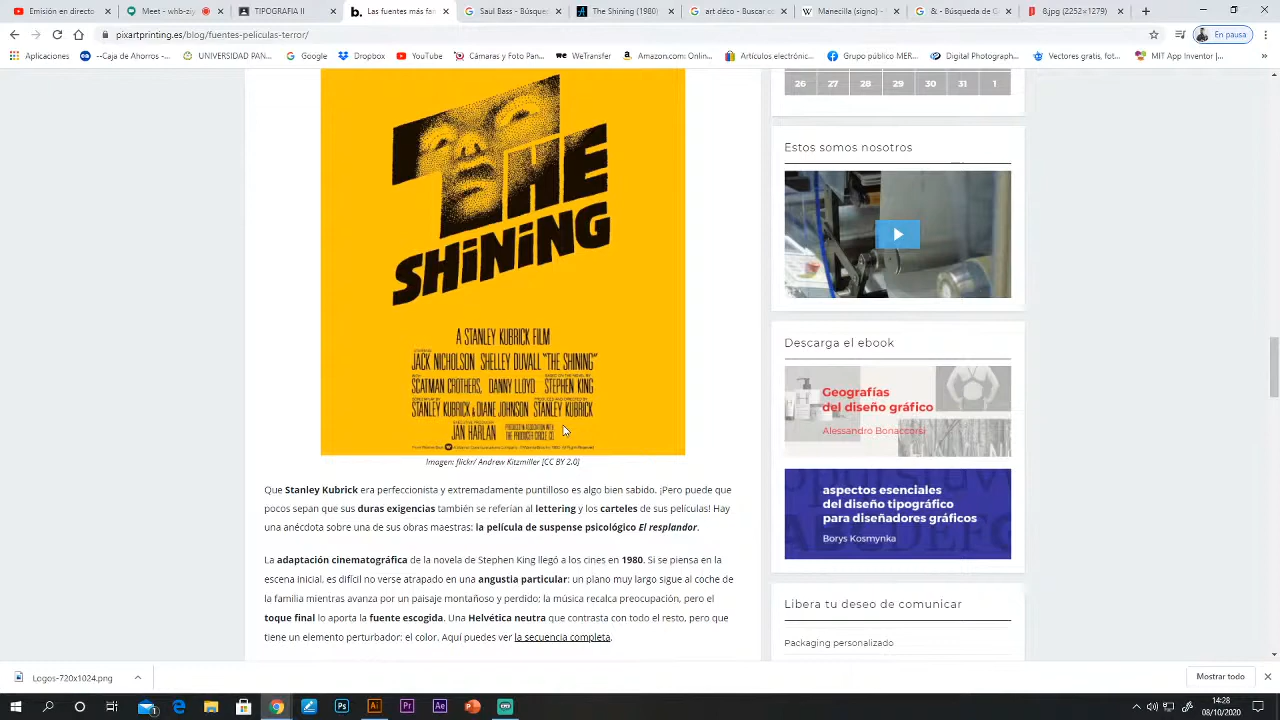 Emisión en directo
Meet - whb-zij
TIPOGRAFIA II
Las fuentes más fa
Saul Bass - Búsque
The Shining (1980)
art déco - Buscar co
Manecilla (signo) -
& - Búsqueda de G
8.jpg (2252×1279)
pixartprinting.es/blog/fuentes-peliculas-terror/
En pausa
Aplicaciones
--Caja de Ahorros -...
UNIVERSIDAD PAN...
Google
Dropbox
YouTube
Cámaras y Foto Pan...
WeTransfer
Amazon.com: Onlin...
Artículos electrónic...
Grupo público MER...
Digital Photograph...
Vectores gratis, fot...
MIT App Inventor |...
THE
SHiNiNG
A STANLEY KUBRICK FILM
JACK NICHOLSON SHELLEY DUVALL "THE SHINING"
SCATMAN CROTHERS, DANNY LLOYD STEPHEN KING
STANLEY KUBRICK & DIANE JOHNSON STANLEY KUBRICK
JAN HARLAN
PRODUCED IN ASSOCIATION WITH
THE PRODUCER CIRCLE CO.
Imagen: flickr/ Andrew Kitzmiller [CC BY 2.0]
Que Stanley Kubrick era perfeccionista y extremadamente puntilloso es algo bien sabido. ¡Pero puede que
pocos sepan que sus duras exigencias también se referían al lettering y los carteles de sus películas! Hay
una anécdota sobre una de sus obras maestras: la película de suspense psicológico El resplandor.
La adaptación cinematográfica de la novela de Stephen King llegó a los cines en 1980. Si se piensa en la
escena inicial, es difícil no verse atrapado en una angustia particular: un plano muy largo sigue al coche de
la familia mientras avanza por un paisaje montañoso y perdido; la música recalca preocupación, pero el
toque final lo aporta la fuente escogida. Una Helvética neutra que contrasta con todo el resto, pero que
tiene un elemento perturbador: el color. Aquí puedes ver la secuencia completa.
26 27 28 29 30 31 1
Estos somos nosotros
Descarga el ebook
Geografías
del diseño gráfico
Alessandro Bonaccorsi
aspectos esenciales
del diseño tipográfico
para diseñadores gráficos
Borys Kosmynka
Libera tu deseo de comunicar
Packaging personalizado
Logos-720x1024.png
Mostrar todo
14:28
08/10/2020